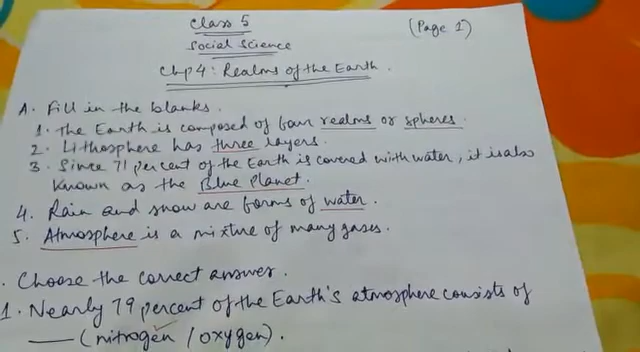 Class 5
(Page 1)
Social Science
Chp 4 : Realms of the Earth.
A. Fill in the blanks.
1. The Earth is composed of four realms or spheres.
2. Lithosphere has three layers.
3. Since 71 percent of the Earth is covered with water, it is also
known as the Blue Planet.
4. Rain and snow are forms of water.
5. Atmosphere is a mixture of many gases.
. Choose the correct answer.
1. Nearly 79 percent of the Earth's atmosphere consists of
—— (nitrogen / oxygen).